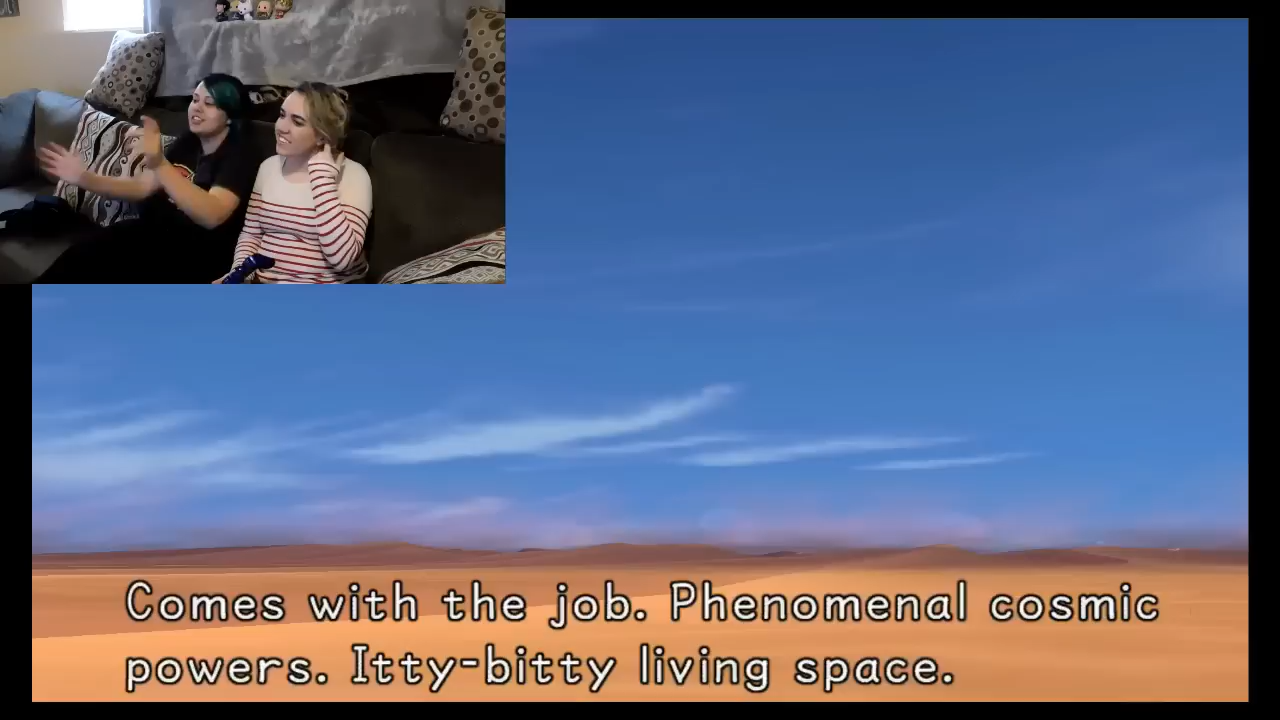 Comes with the job. Phenomenal cosmic
powers. Itty-bitty living space.